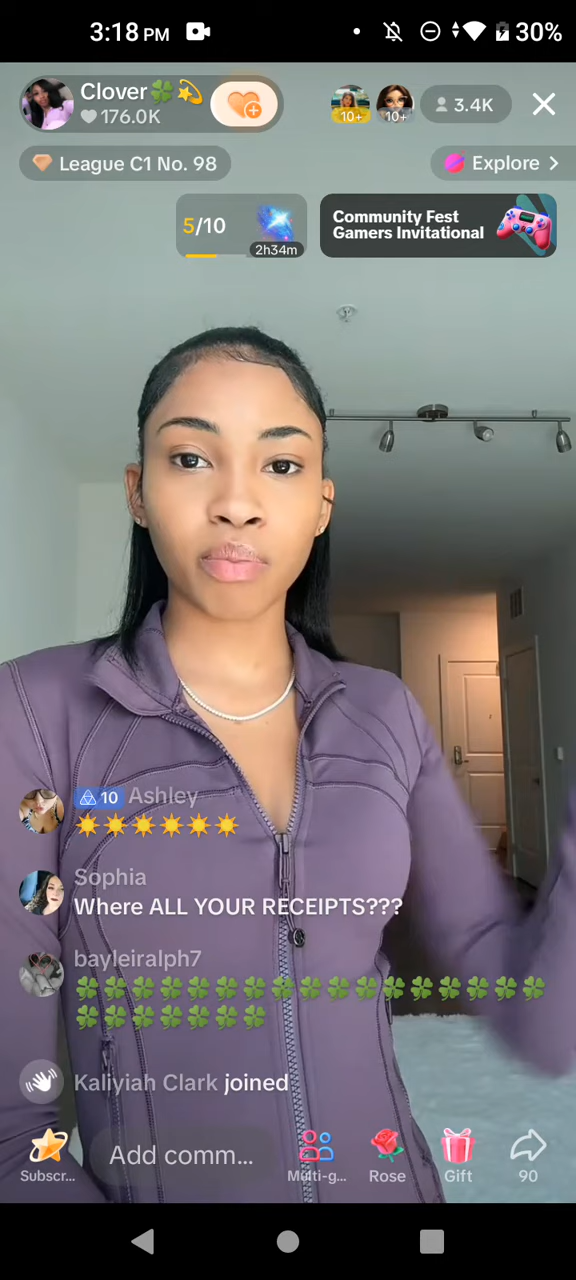 3:18 PM 30%
Clover🍀💫
176.0K
10+ 10+ 3.4K
League C1 No. 98 Explore >
5/10
2h34m
Community Fest
Gamers Invitational
10 Ashley
☀️☀️☀️☀️☀️☀️
Sophia
Where ALL YOUR RECEIPTS???
bayleiralph7
🍀🍀🍀🍀🍀🍀🍀🍀🍀🍀🍀🍀🍀🍀🍀🍀🍀
🍀🍀🍀🍀🍀🍀🍀
Kaliyiah Clark joined
Add comm...
Subscr... Multi-g... Rose Gift 90